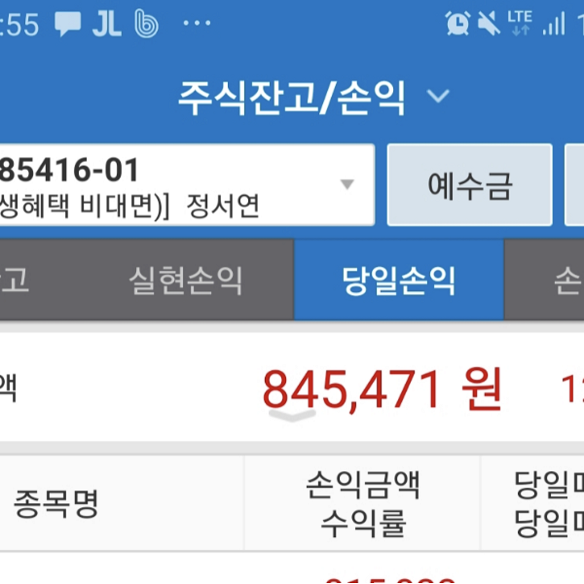 :55 JL b ...
LTE
주식잔고/손익
85416-01
생혜택 비대면)] 정서연
예수금
고 실현손익 당일손익 손
액 845,471 원 1
종목명
손익금액
수익률
당일
당일